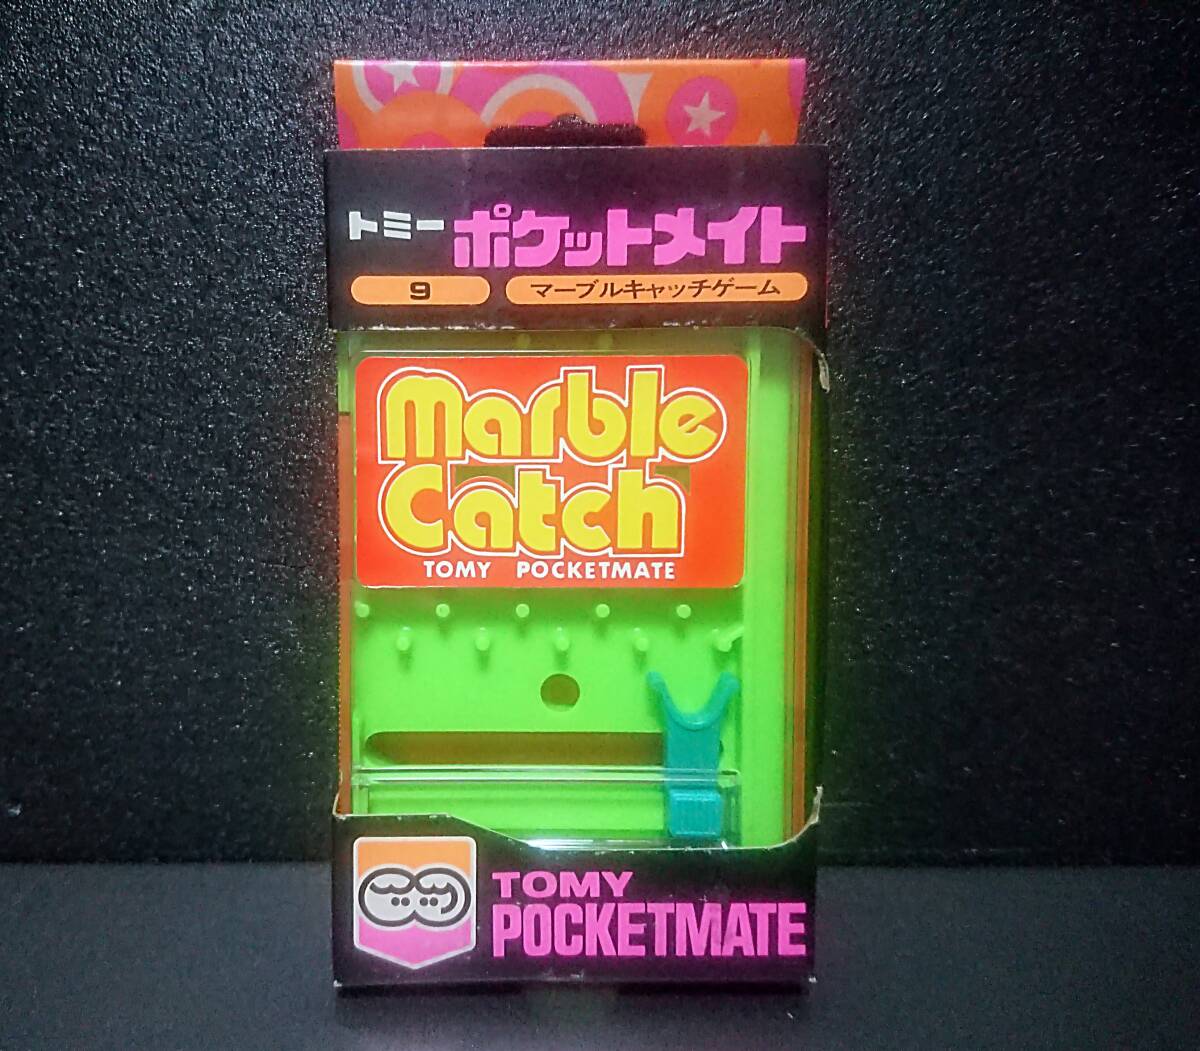 トミー ポケットメイト
9 マーブルキャッチゲーム
Marble
Catch
TOMY POCKETMATE
TOMY
POCKETMATE